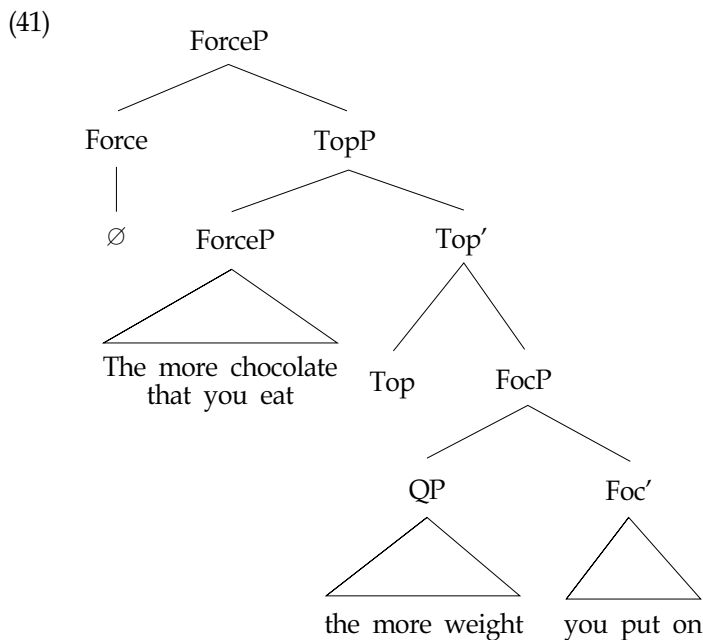 (41)
ForceP
Force TopP
∅ ForceP Top’
The more chocolate
that you eat
Top FocP
QP Foc’
the more weight you put on